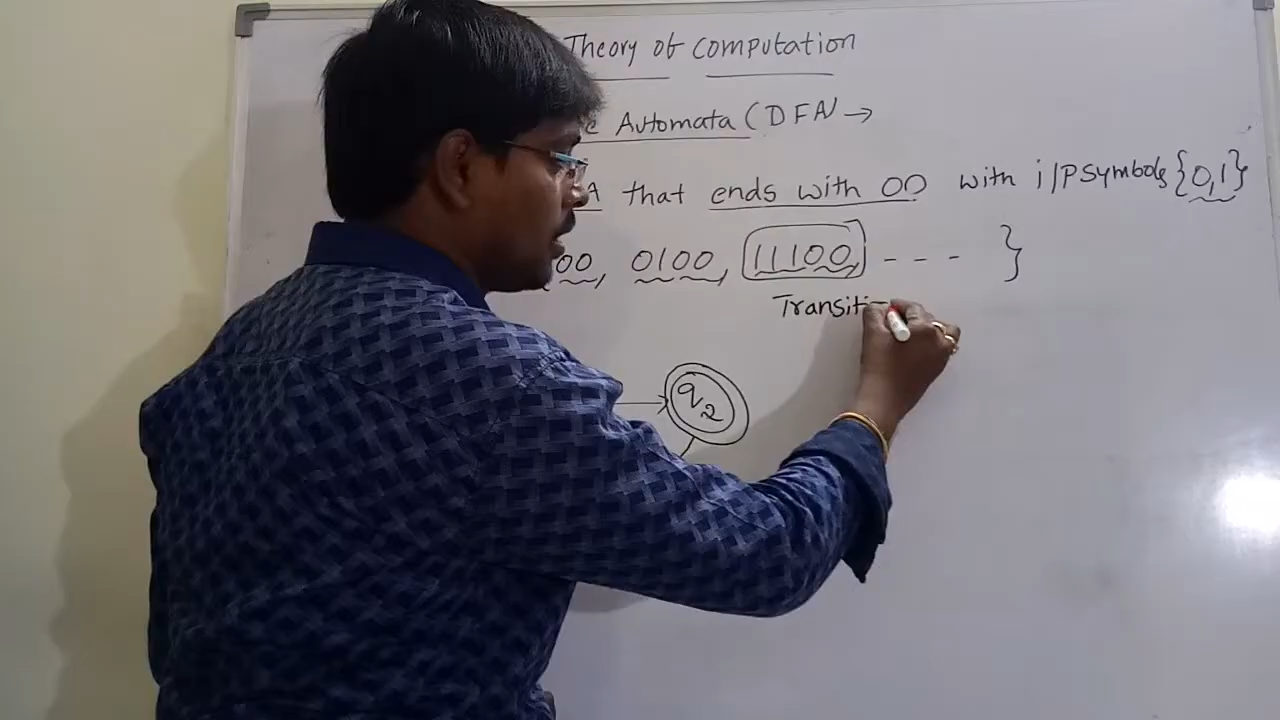 Theory of computation
e Automata (DFA) →
A that ends with 00 with i/p symbols {0,1}
00, 0100, 11100, - - - }
Transiti
q2